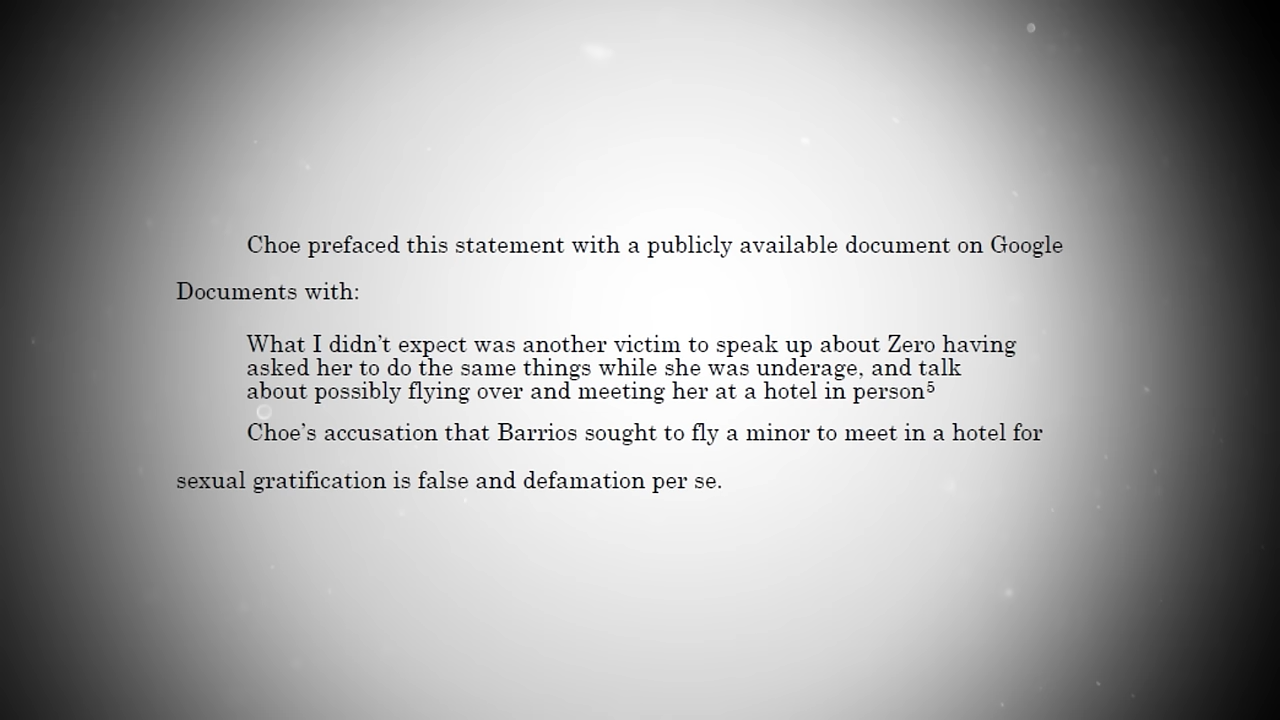 Choe prefaced this statement with a publicly available document on Google
Documents with:
What I didn't expect was another victim to speak up about Zero having
asked her to do the same things while she was underage, and talk
about possibly flying over and meeting her at a hotel in person⁵
Choe's accusation that Barrios sought to fly a minor to meet in a hotel for
sexual gratification is false and defamation per se.